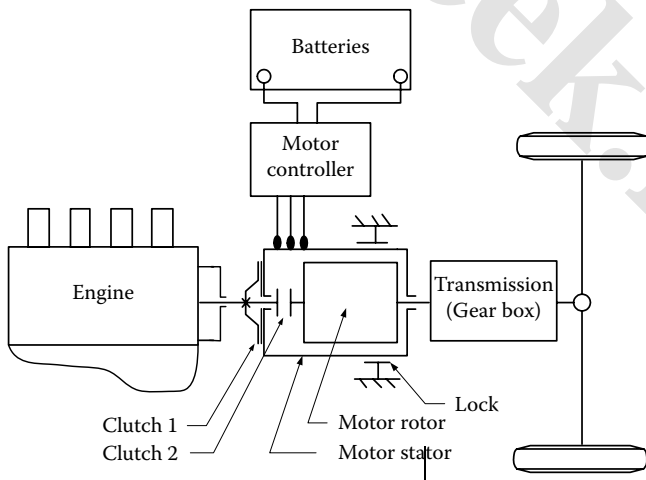 Batteries
Motor
controller
Engine
Transmission
(Gear box)
Lock
Clutch 1
Motor rotor
Clutch 2
Motor stator